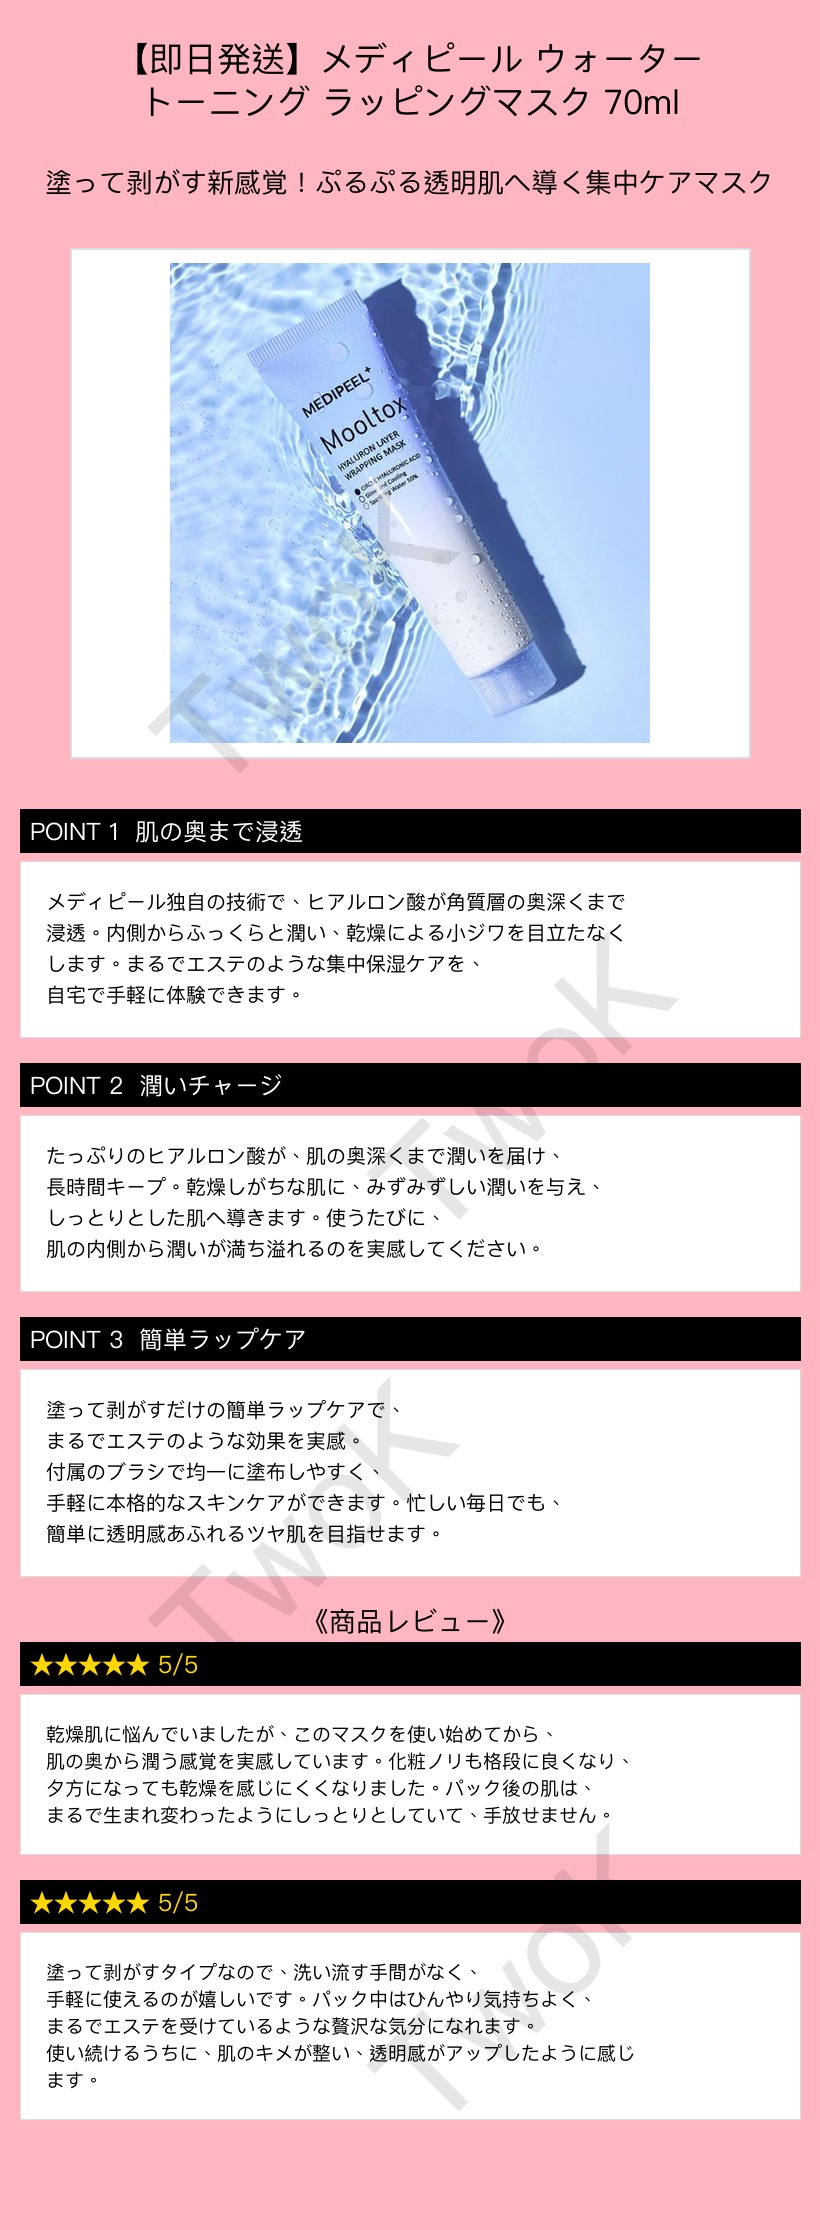 【即日発送】メディピール ウォーター
トーニング ラッピングマスク 70ml
塗って剥がす新感覚！ぷるぷる透明肌へ導く集中ケアマスク
MEDIPEEL+
Mooltox
HYALURON LAYER
WRAPPING MASK
HYALURONIC ACID
Glow and Cooling
Sparkling Water 50%
TwoK
POINT 1 肌の奥まで浸透
メディピール独自の技術で、ヒアルロン酸が角質層の奥深くまで
浸透。内側からふっくらと潤い、乾燥による小ジワを目立たなく
します。まるでエステのような集中保湿ケアを、
自宅で手軽に体験できます。
TwoK
POINT 2 潤いチャージ
たっぷりのヒアルロン酸が、肌の奥深くまで潤いを届け、
長時間キープ。乾燥しがちな肌に、みずみずしい潤いを与え、
しっとりとした肌へ導きます。使うたびに、
肌の内側から潤いが満ち溢れるのを実感してください。
POINT 3 簡単ラップケア
塗って剥がすだけの簡単ラップケアで、
まるでエステのような効果を実感。
付属のブラシで均一に塗布しやすく、
手軽に本格的なスキンケアができます。忙しい毎日でも、
簡単に透明感あふれるツヤ肌を目指せます。
TwoK
《商品レビュー》
★★★★★ 5/5
乾燥肌に悩んでいましたが、このマスクを使い始めてから、
肌の奥から潤う感覚を実感しています。化粧ノリも格段に良くなり、
夕方になっても乾燥を感じにくくなりました。パック後の肌は、
まるで生まれ変わったようにしっとりとしていて、手放せません。
★★★★★ 5/5
塗って剥がすタイプなので、洗い流す手間がなく、
手軽に使えるのが嬉しいです。パック中はひんやり気持ちよく、
まるでエステを受けているような贅沢な気分になれます。
使い続けるうちに、肌のキメが整い、透明感がアップしたように感じ
ます。
TwoK